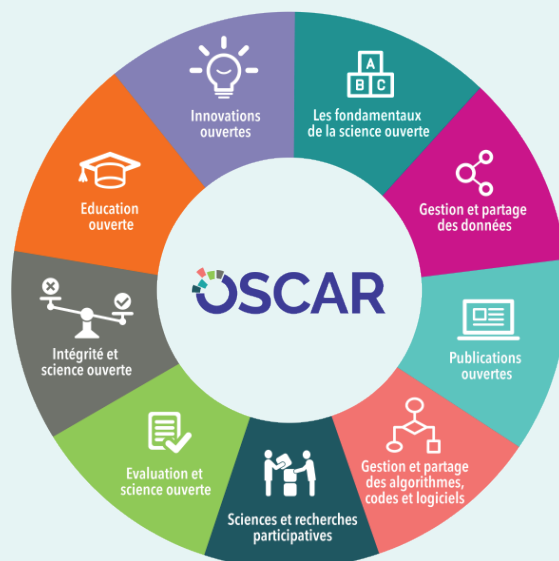 A
B C
Les fondamentaux
de la science ouverte
Gestion et partage
des données
Publications
ouvertes
Gestion et partage
des algorithmes,
codes et logiciels
Sciences et recherches
participatives
Evaluation et
science ouverte
Intégrité et
science ouverte
Education
ouverte
Innovations
ouvertes
OSCAR